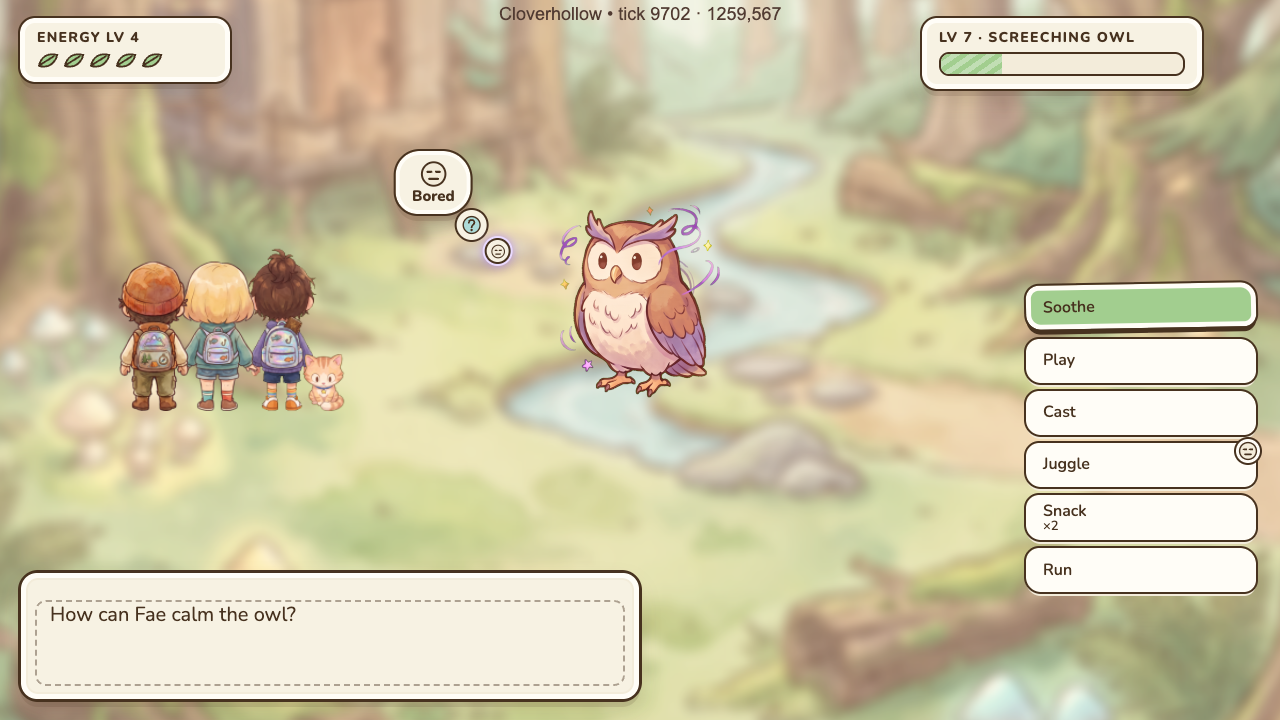 Cloverhollow • tick 9702 · 1259,567
ENERGY LV 4
LV 7 · SCREECHING OWL
Bored
?
Soothe
Play
Cast
Juggle
Snack
×2
Run
How can Fae calm the owl?